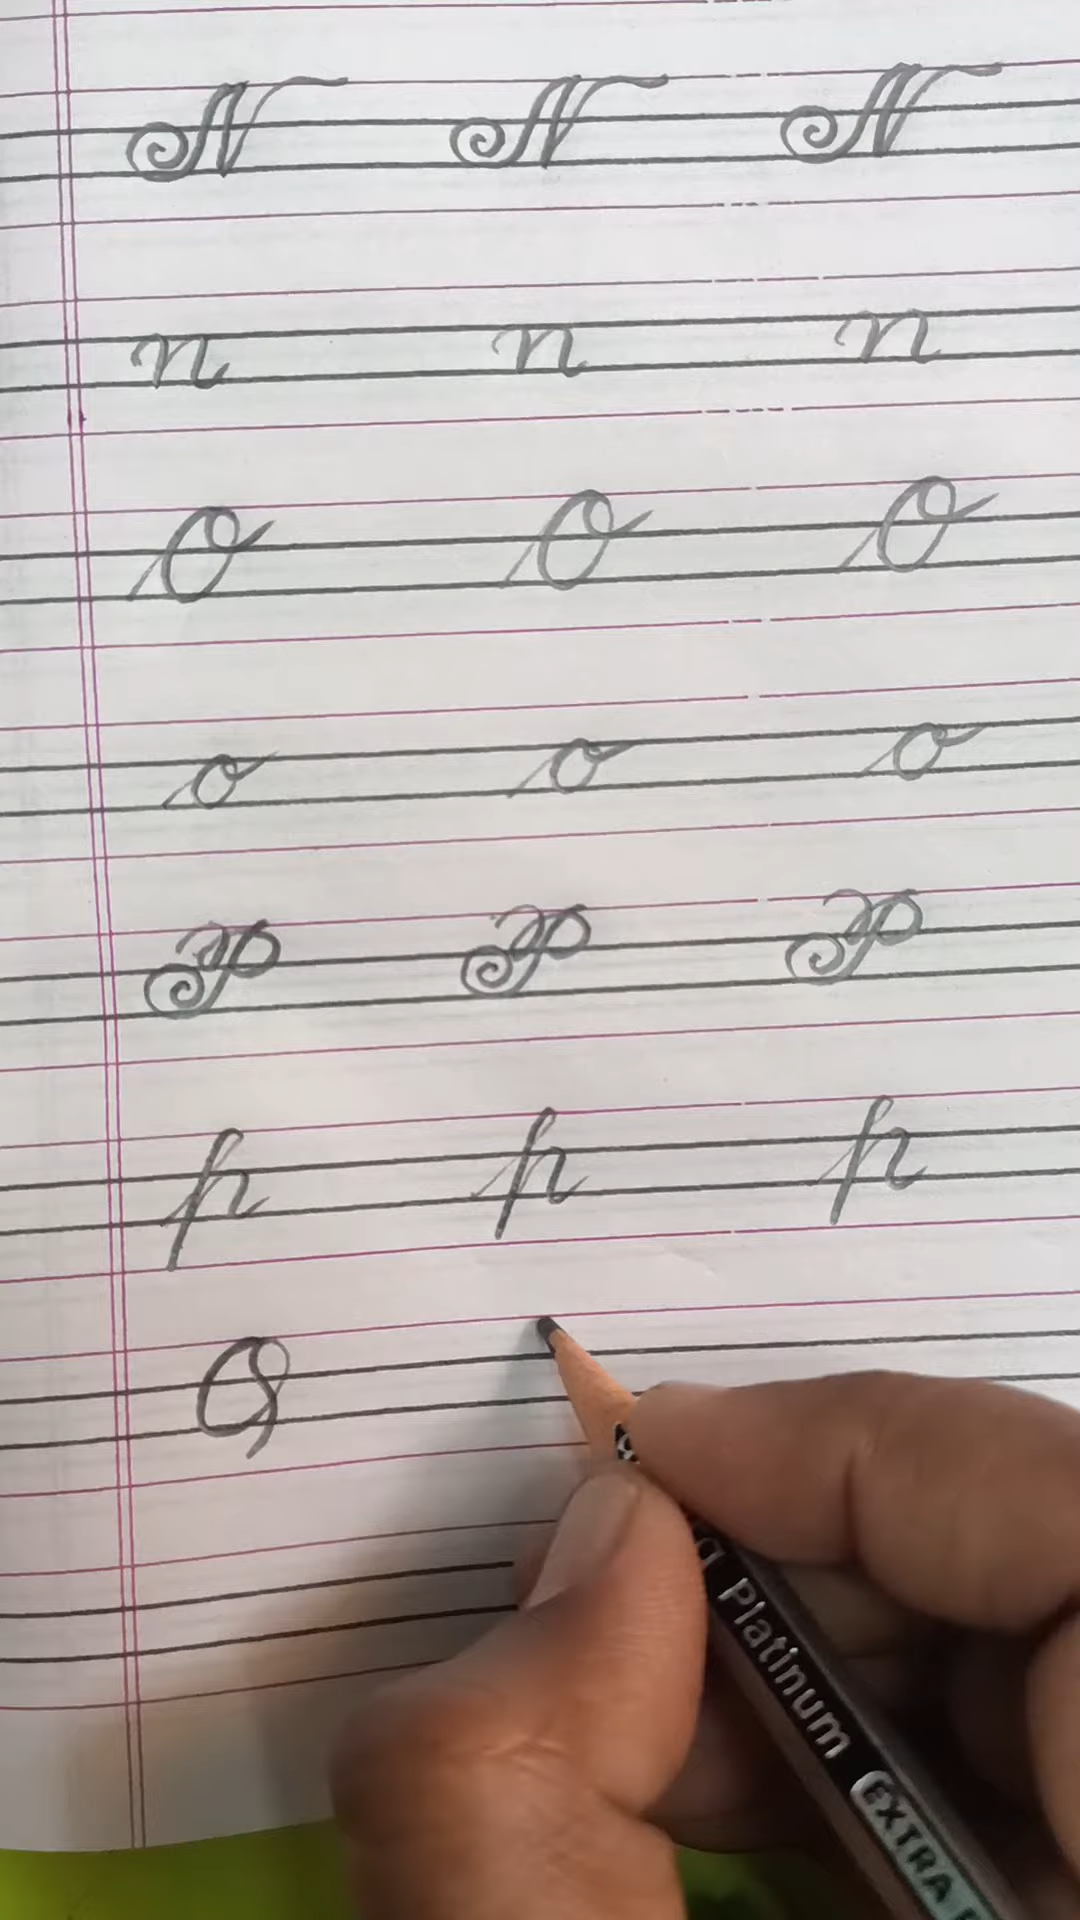 N N N
n n n
O O O
o o o
P P P
p p p
Q
Platinum EXTRA